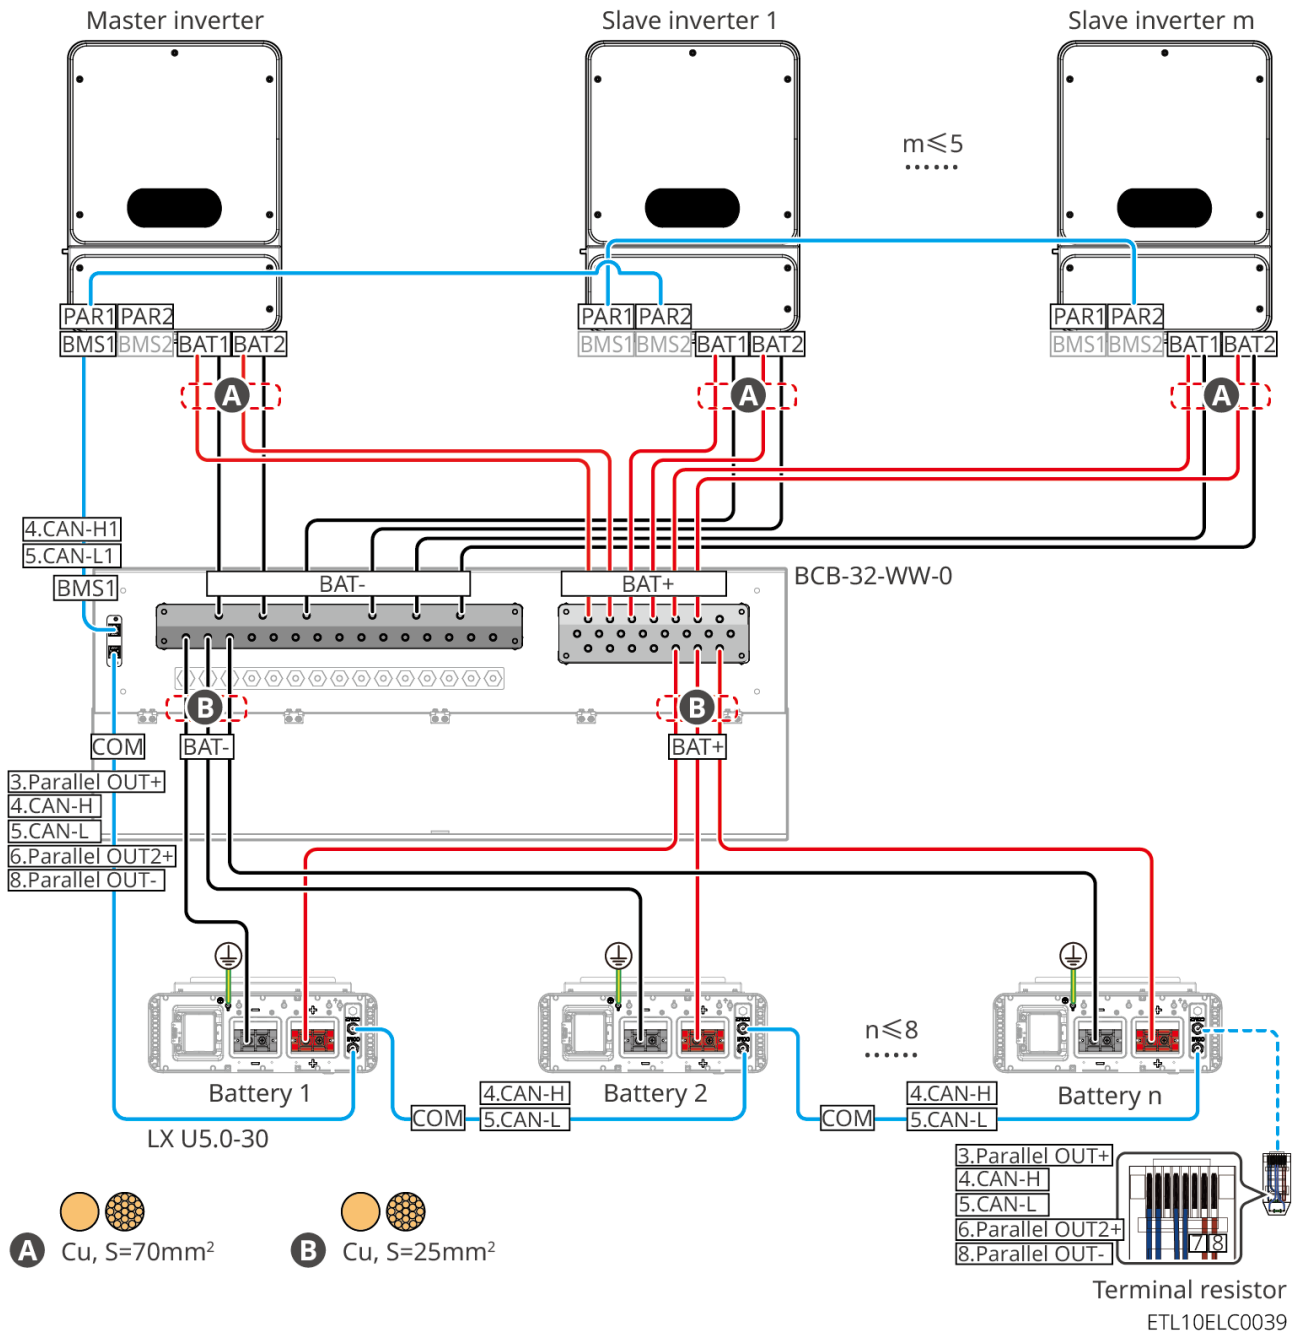 Master inverter
Slave inverter 1
Slave inverter m
m≤5
PAR1 PAR2
BMS1 BMS2 BAT1 BAT2
PAR1 PAR2
BMS1 BMS2 BAT1 BAT2
PAR1 PAR2
BMS1 BMS2 BAT1 BAT2
A
A
A
4.CAN-H1
5.CAN-L1
BMS1
BAT-
BAT+
BCB-32-WW-0
B
B
COM
BAT-
BAT+
3.Parallel OUT+
4.CAN-H
5.CAN-L
6.Parallel OUT2+
8.Parallel OUT-
n≤8
Battery 1
Battery 2
Battery n
LX U5.0-30
COM
4.CAN-H
5.CAN-L
COM
4.CAN-H
5.CAN-L
3.Parallel OUT+
4.CAN-H
5.CAN-L
6.Parallel OUT2+
8.Parallel OUT-
7 8
A Cu, S=70mm²
B Cu, S=25mm²
Terminal resistor
ETL10ELC0039